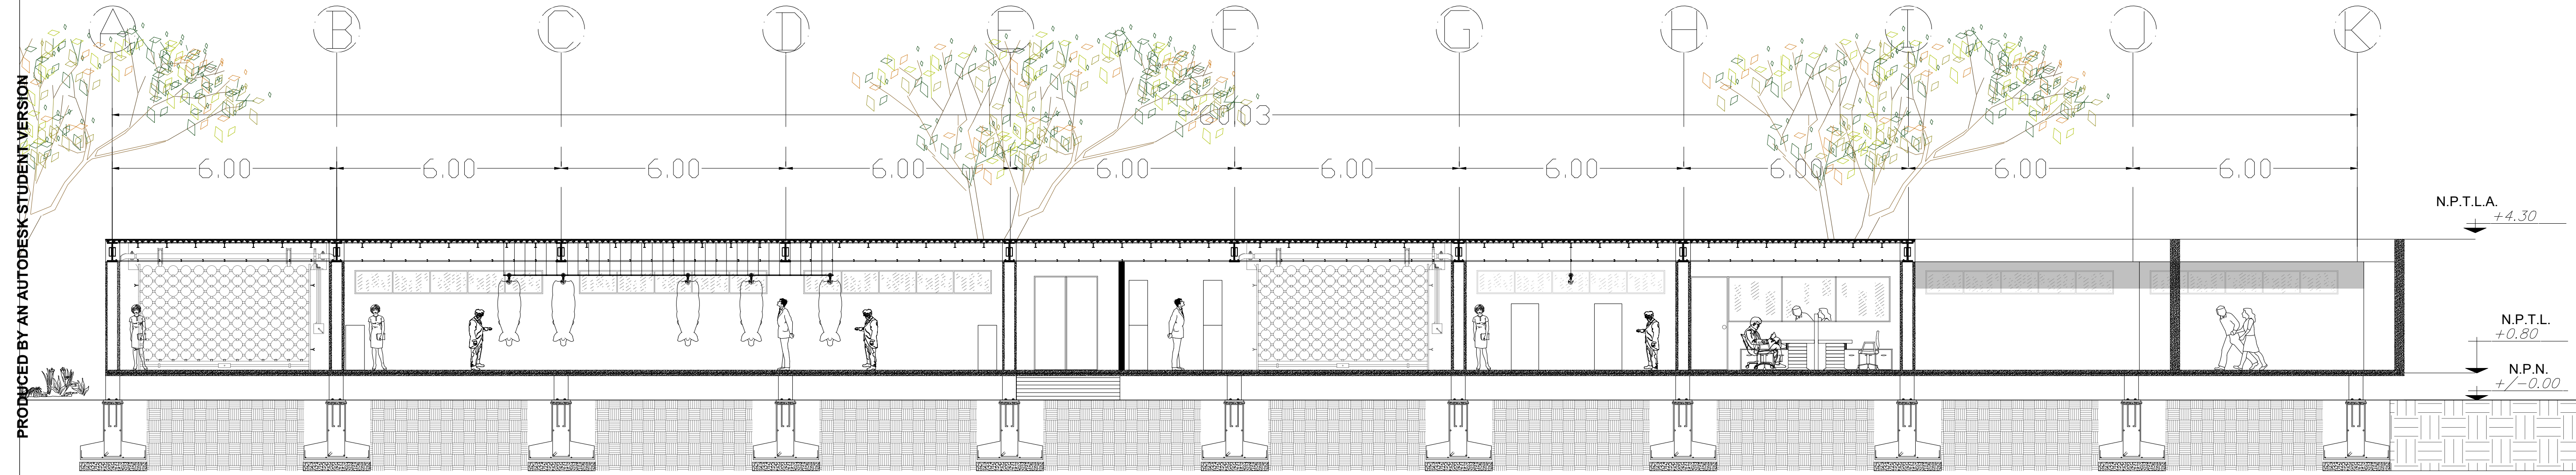 PRODUCED BY AN AUTODESK STUDENT VERSION
A B C D E F G H I J K
60.03
6.00 6.00 6.00 6.00 6.00 6.00 6.00 6.00 6.00 6.00
N.P.T.L.A.
+4.30
N.P.T.L.
+0.80
N.P.N.
+/-0.00